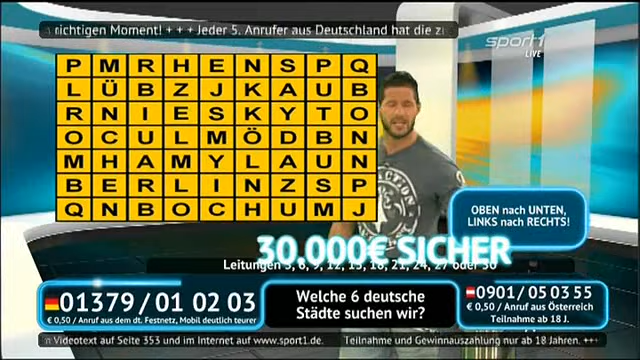 richtigen Moment! + + + Jeder 5. Anrufer aus Deutschland hat die
sport1
LIVE
P M R H E N S P Q
L Ü B Z J K A U B
R N I E S K Y T O
O C U L M Ö D B N
M H A M Y L A U N
B E R L I N Z S P
Q N B O C H U M J
OBEN nach UNTEN,
LINKS nach RECHTS!
30.000€ SICHER
Leitungen 3, 6, 9, 12, 15, 18, 21, 24, 27 oder 30
01379/01 02 03
€ 0,50 / Anruf aus dem dt. Festnetz, Mobil deutlich teurer
Welche 6 deutsche
Städte suchen wir?
0901/05 03 55
€ 0,50 / Anruf aus Österreich
Teilnahme ab 18 J.
n Videotext auf Seite 353 und im Internet auf www.sport1.de. Teilnahme und Gewinnauszahlung nur ab 18 Jahren. +++